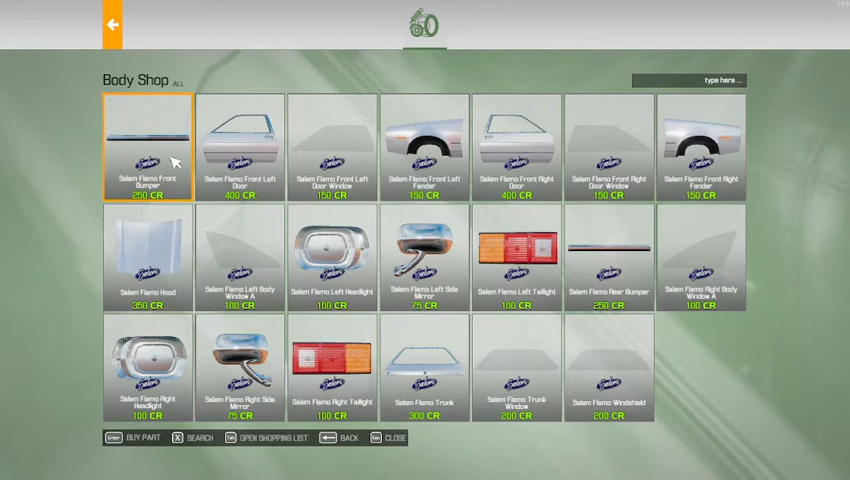 Body Shop ALL
type here ...
Salem Flamo Front
Bumper
250 CR
Salem Flamo Front Left
Door
400 CR
Salem Flamo Front Left
Door Window
150 CR
Salem Flamo Front Left
Fender
150 CR
Salem Flamo Front Right
Door
400 CR
Salem Flamo Front Right
Door Window
150 CR
Salem Flamo Front Right
Fender
150 CR
Salem Flamo Hood
350 CR
Salem Flamo Left Body
Window A
100 CR
Salem Flamo Left Headlight
100 CR
Salem Flamo Left Side
Mirror
75 CR
Salem Flamo Left Taillight
100 CR
Salem Flamo Rear Bumper
250 CR
Salem Flamo Right Body
Window A
100 CR
Salem Flamo Right
Headlight
100 CR
Salem Flamo Right Side
Mirror
75 CR
Salem Flamo Right Taillight
100 CR
Salem Flamo Trunk
300 CR
Salem Flamo Trunk
Window
200 CR
Salem Flamo Windshield
200 CR
Enter BUY PART X SEARCH Tab OPEN SHOPPING LIST BACK Esc CLOSE